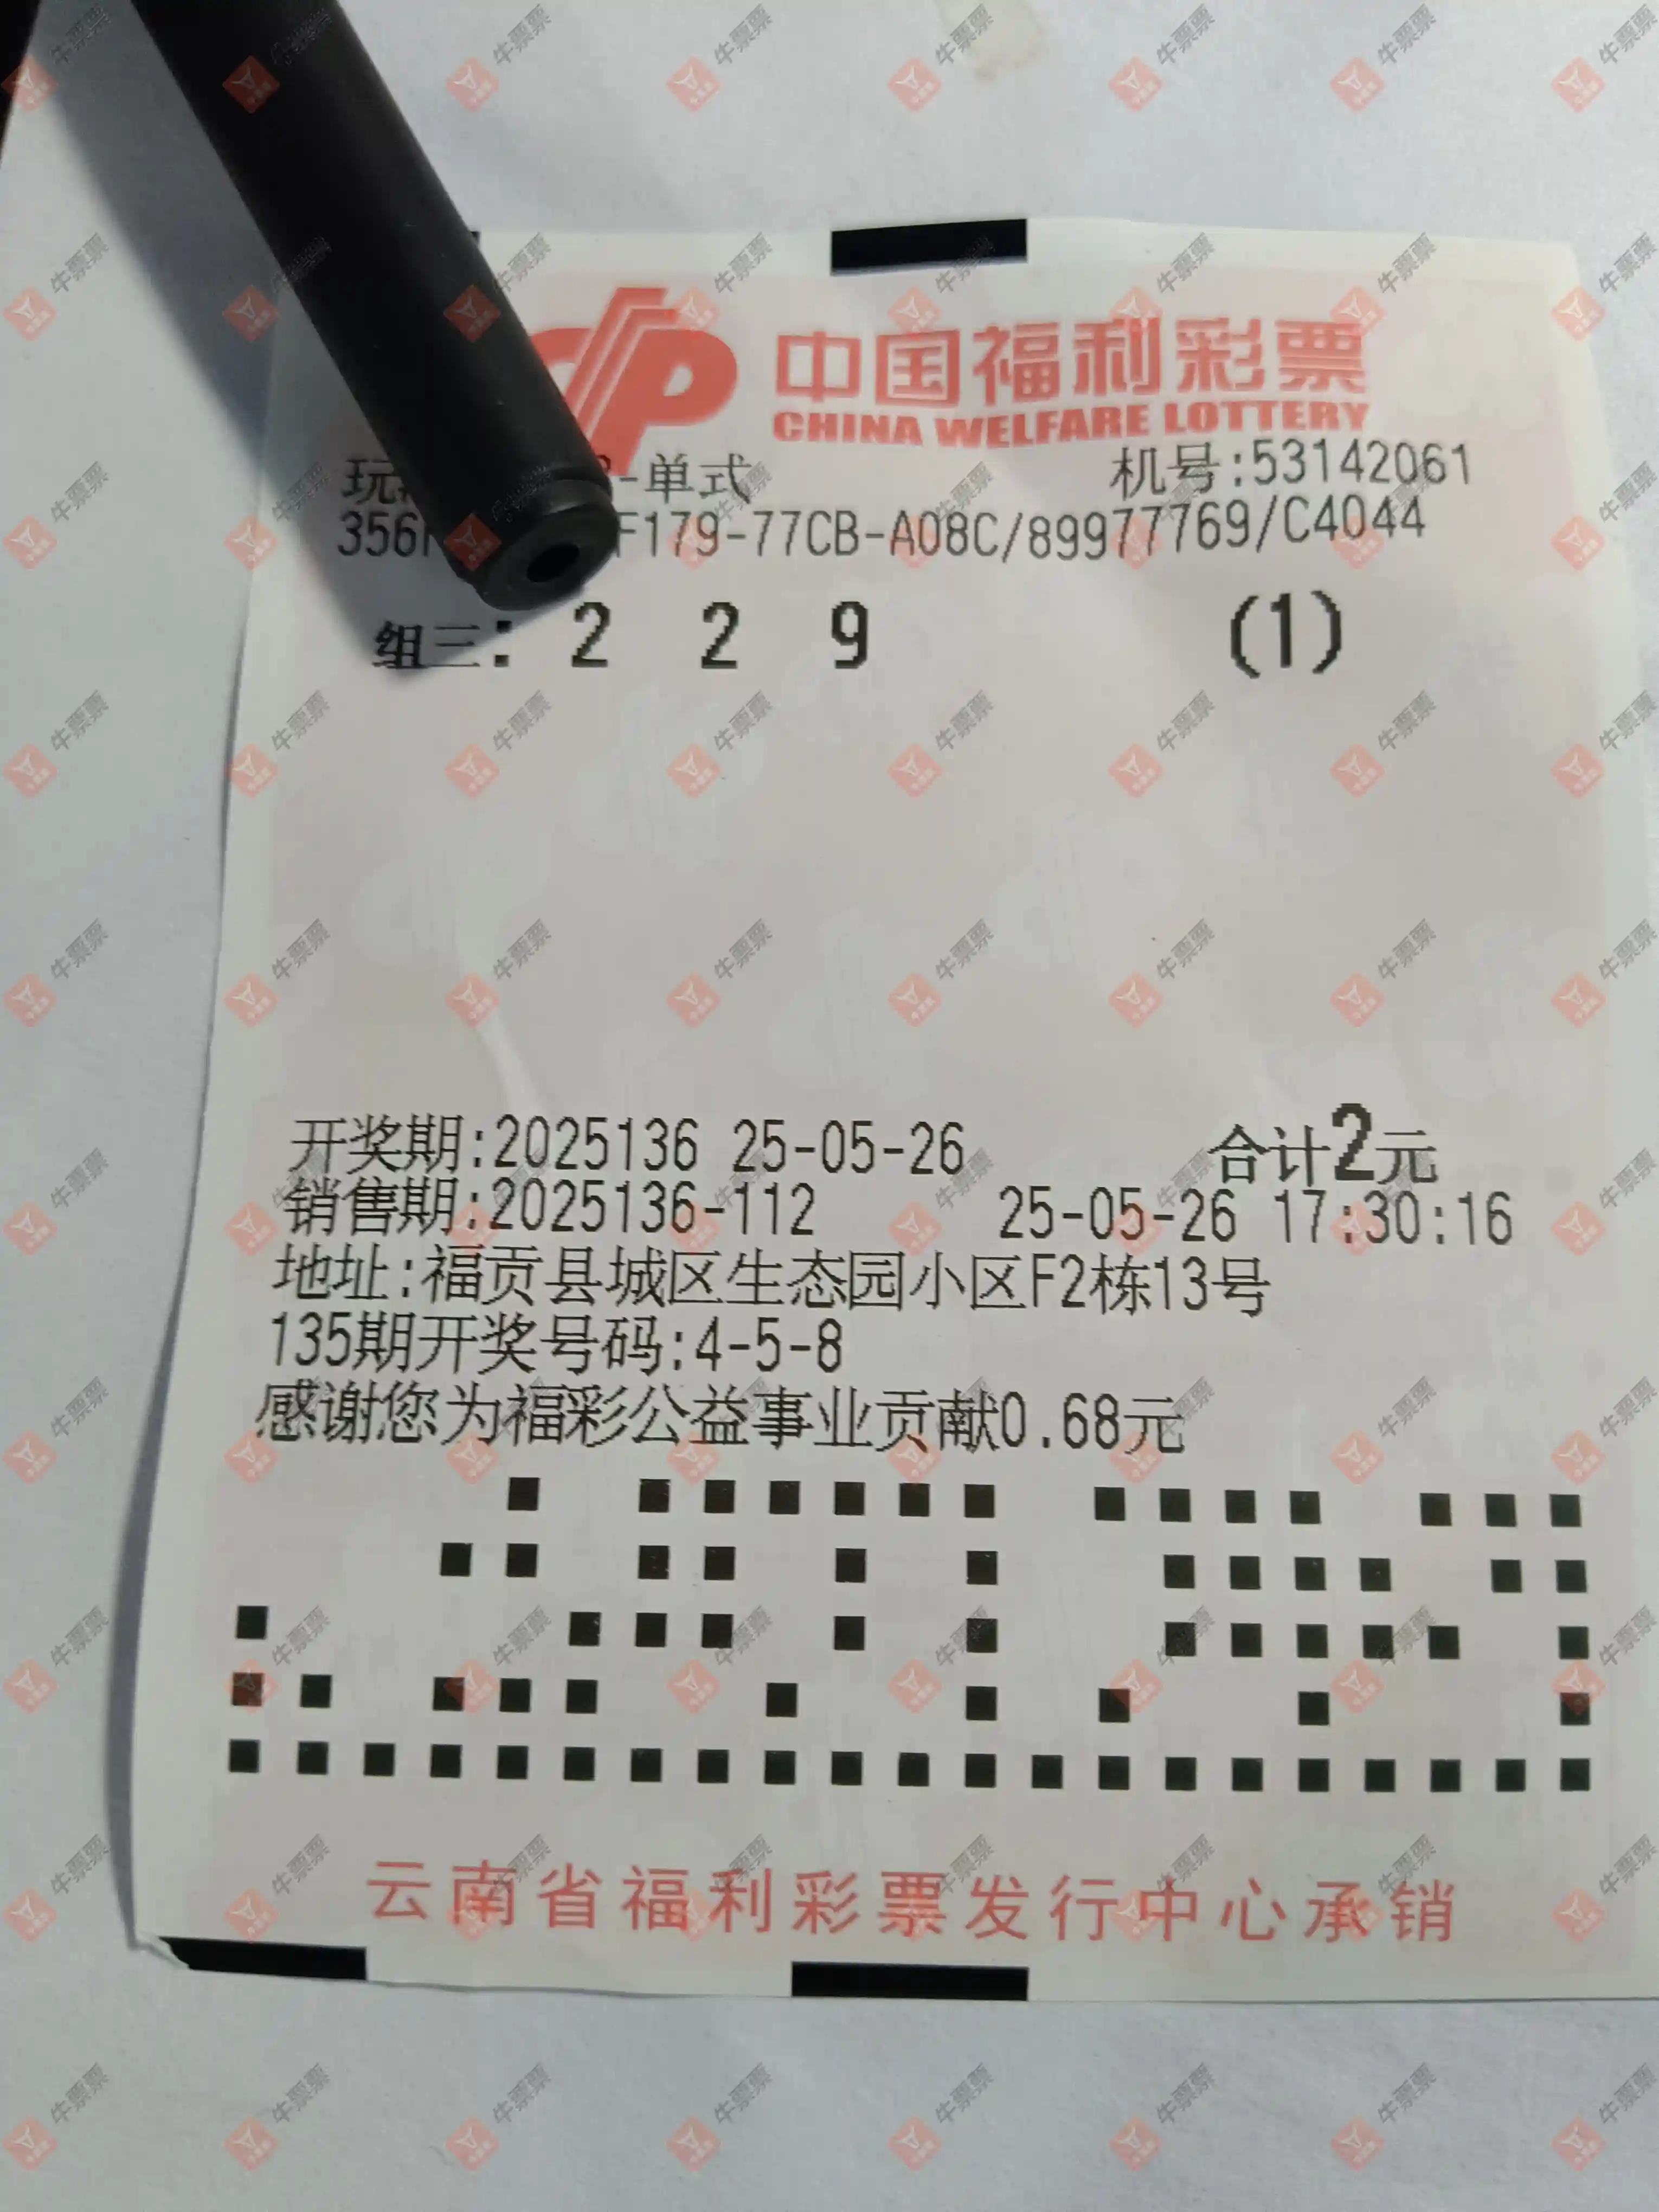 中国福利彩票
CHINA WELFARE LOTTERY
玩 -单式 机号:53142061
356 F179-77CB-A08C/89977769/C4044
组三: 2 2 9 (1)
开奖期:2025136 25-05-26 合计2元
销售期:2025136-112 25-05-26 17:30:16
地址:福贡县城区生态园小区F2栋13号
135期开奖号码:4-5-8
感谢您为福彩公益事业贡献0.68元
云南省福利彩票发行中心承销
牛票票